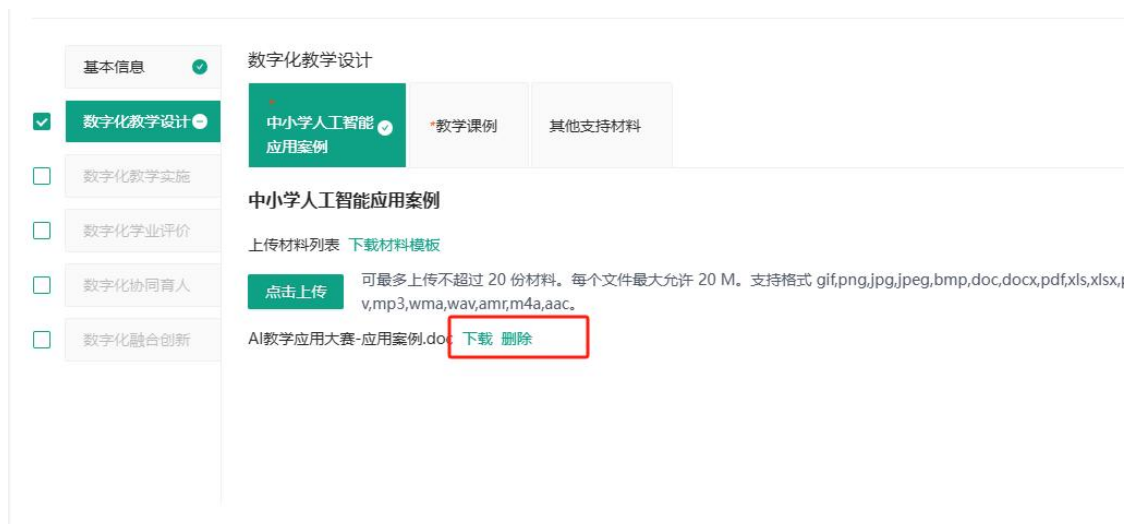 基本信息
数字化教学设计
数字化教学实施
数字化学业评价
数字化协同育人
数字化融合创新
数字化教学设计
*
中小学人工智能
应用案例
*教学课例
其他支持材料
中小学人工智能应用案例
上传材料列表 下载材料模板
点击上传
可最多上传不超过 20 份材料。每个文件最大允许 20 M。支持格式 gif,png,jpg,jpeg,bmp,doc,docx,pdf,xls,xlsx,
v,mp3,wma,wav,amr,m4a,aac。
AI教学应用大赛-应用案例.doc 下载 删除